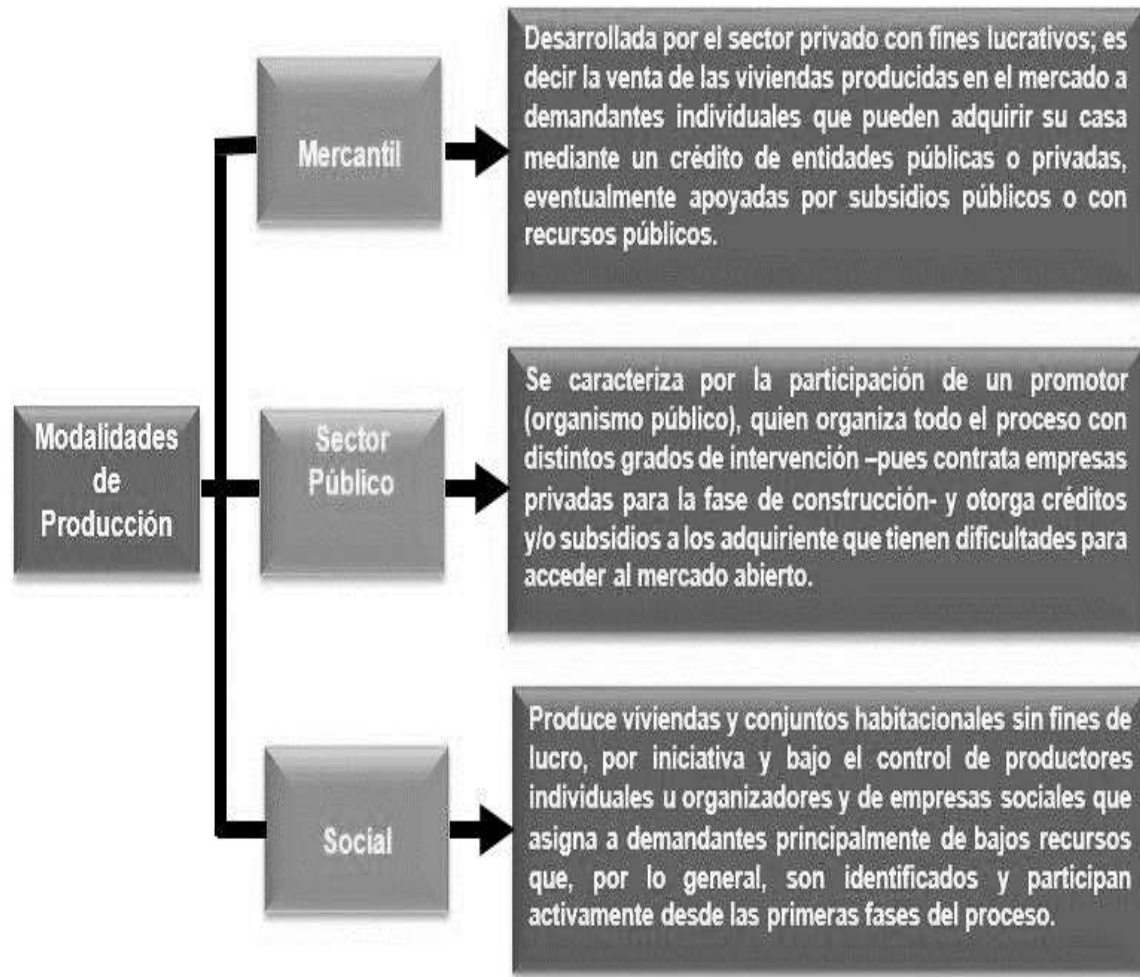 Modalidades
de
Producción
Mercantil
Desarrollada por el sector privado con fines lucrativos; es
decir la venta de las viviendas producidas en el mercado a
demandantes individuales que pueden adquirir su casa
mediante un crédito de entidades públicas o privadas,
eventualmente apoyadas por subsidios públicos o con
recursos públicos.
Sector
Público
Se caracteriza por la participación de un promotor
(organismo público), quien organiza todo el proceso con
distintos grados de intervención –pues contrata empresas
privadas para la fase de construcción- y otorga créditos
y/o subsidios a los adquiriente que tienen dificultades para
acceder al mercado abierto.
Social
Produce viviendas y conjuntos habitacionales sin fines de
lucro, por iniciativa y bajo el control de productores
individuales u organizadores y de empresas sociales que
asigna a demandantes principalmente de bajos recursos
que, por lo general, son identificados y participan
activamente desde las primeras fases del proceso.